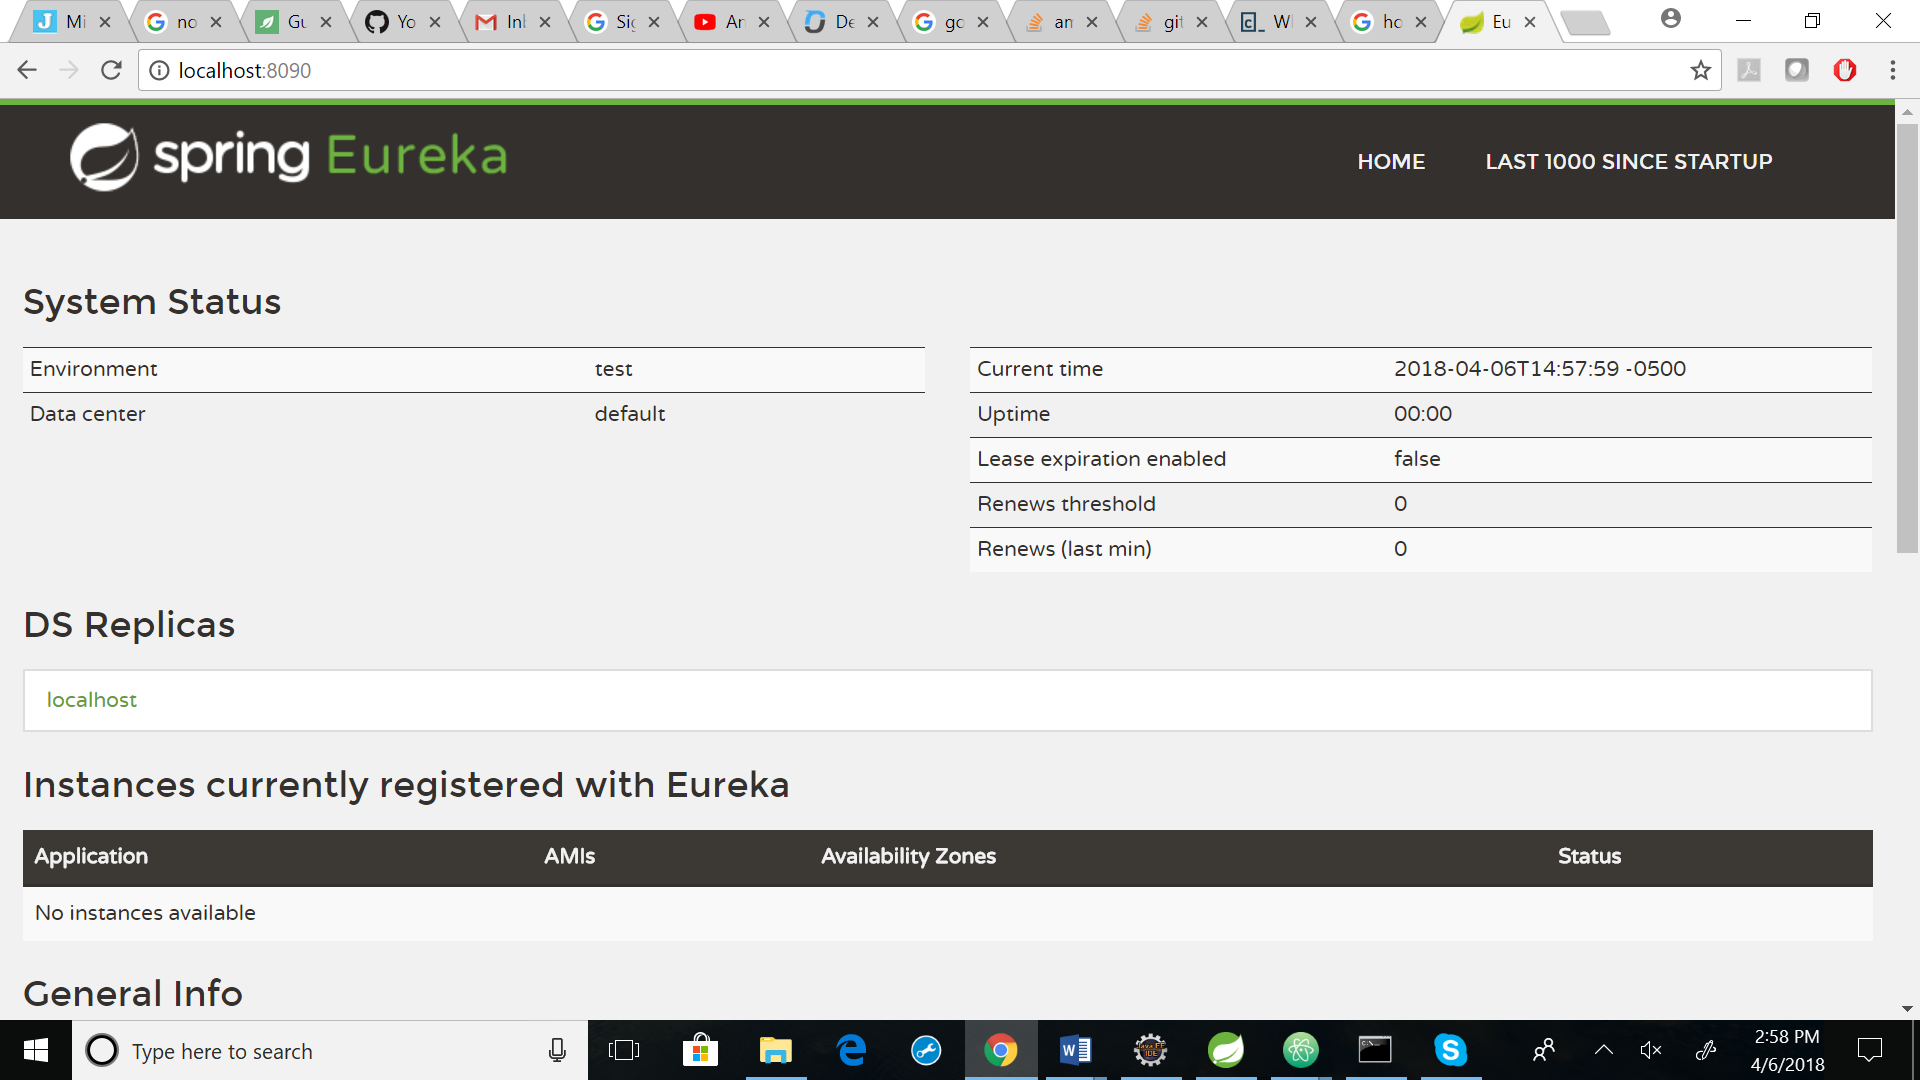 Mi
no
Gu
Yo
Inl
Sig
An
De
go
an
git
W
ho
Eu
localhost:8090
spring Eureka
HOME
LAST 1000 SINCE STARTUP
System Status
Environment test
Data center default
Current time 2018-04-06T14:57:59 -0500
Uptime 00:00
Lease expiration enabled false
Renews threshold 0
Renews (last min) 0
DS Replicas
localhost
Instances currently registered with Eureka
Application AMIs Availability Zones Status
No instances available
General Info
Type here to search
2:58 PM
4/6/2018